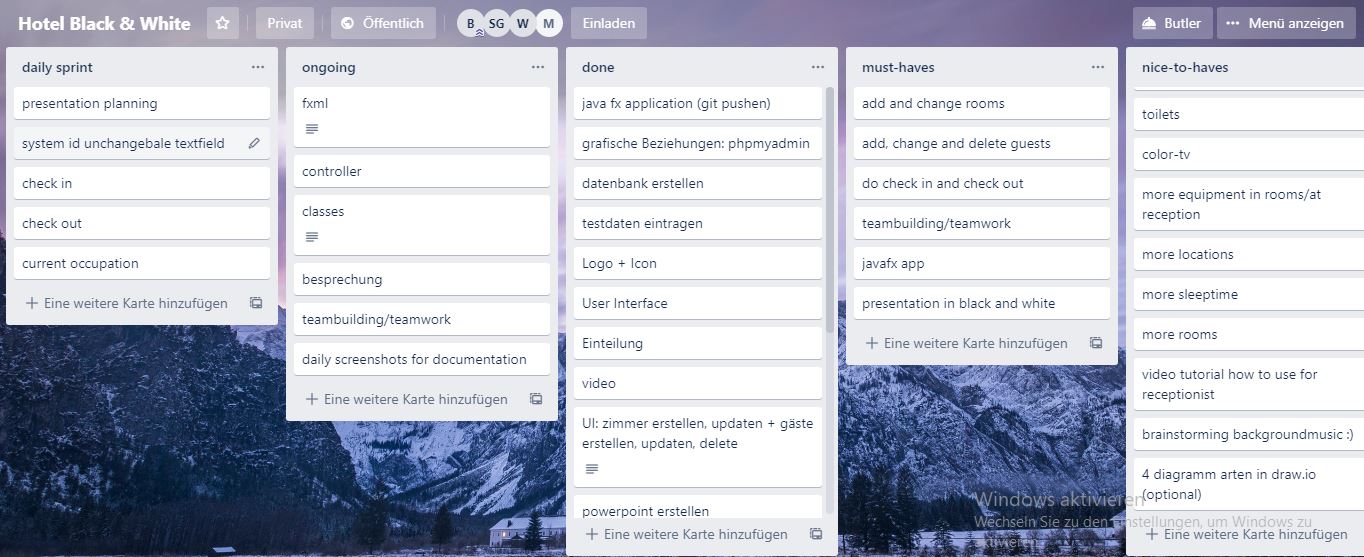 Hotel Black & White
Privat
Öffentlich
B
SG
W
M
Einladen
Butler
Menü anzeigen
daily sprint
presentation planning
system id unchangebale textfield
check in
check out
current occupation
Eine weitere Karte hinzufügen
ongoing
fxml
controller
classes
besprechung
teambuilding/teamwork
daily screenshots for documentation
Eine weitere Karte hinzufügen
done
java fx application (git pushen)
grafische Beziehungen: phpmyadmin
datenbank erstellen
testdaten eintragen
Logo + Icon
User Interface
Einteilung
video
UI: zimmer erstellen, updaten + gäste
erstellen, updaten, delete
powerpoint erstellen
Eine weitere Karte hinzufügen
must-haves
add and change rooms
add, change and delete guests
do check in and check out
teambuilding/teamwork
javafx app
presentation in black and white
Eine weitere Karte hinzufügen
nice-to-haves
toilets
color-tv
more equipment in rooms/at
reception
more locations
more sleeptime
more rooms
video tutorial how to use for
receptionist
brainstorming backgroundmusic :)
4 diagramm arten in draw.io
(optional)
Eine weitere Karte hinzufügen
Windows aktivieren
Wechseln Sie zu den Einstellungen, um Windows zu
aktivieren.